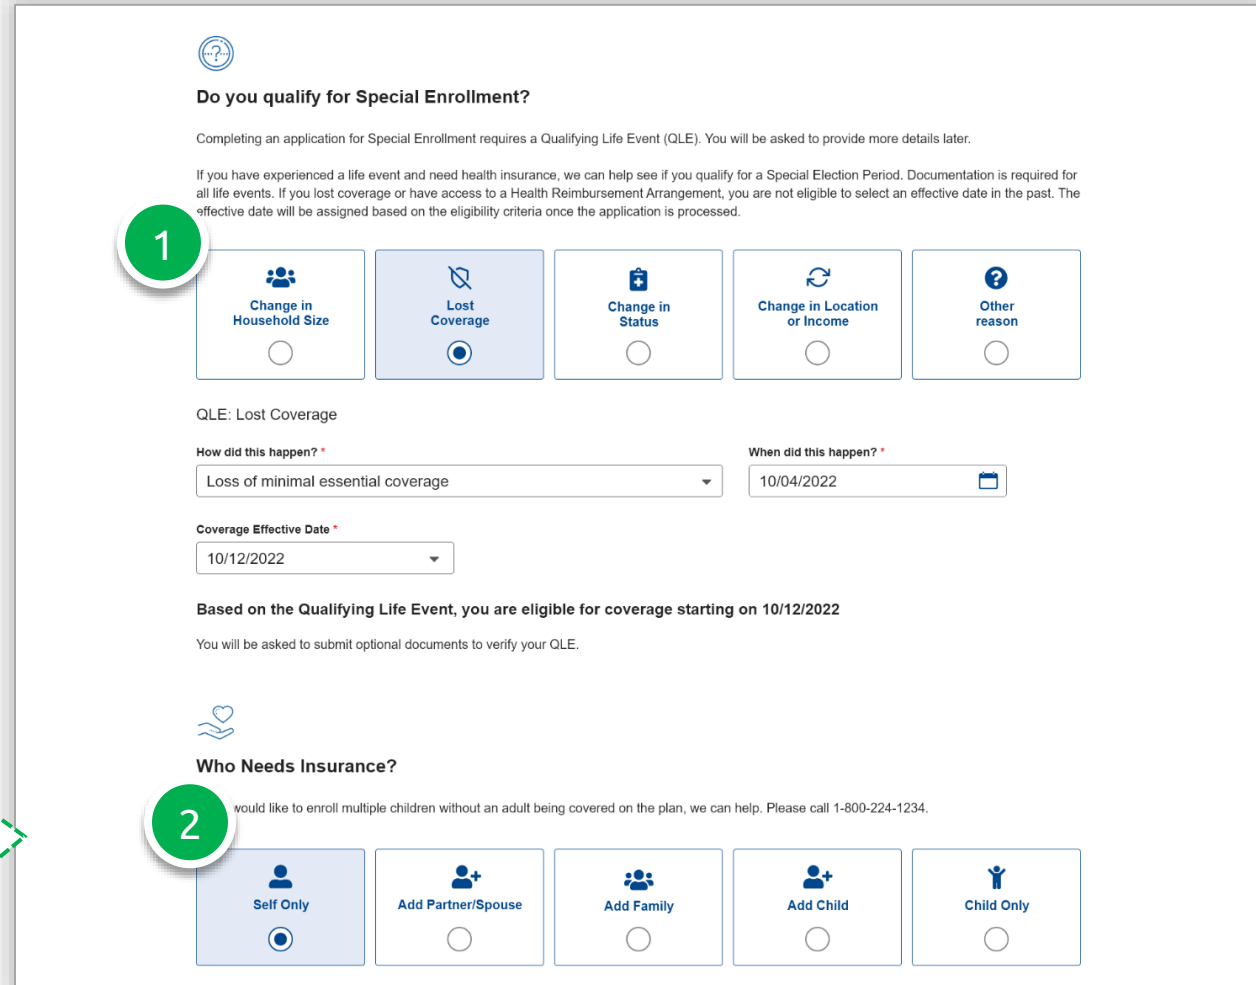 Do you qualify for Special Enrollment?
Completing an application for Special Enrollment requires a Qualifying Life Event (QLE). You will be asked to provide more details later.
If you have experienced a life event and need health insurance, we can help see if you qualify for a Special Election Period. Documentation is required for
all life events. If you lost coverage or have access to a Health Reimbursement Arrangement, you are not eligible to select an effective date in the past. The
effective date will be assigned based on the eligibility criteria once the application is processed.
1
Change in
Household Size
Lost
Coverage
Change in
Status
Change in Location
or Income
Other
reason
QLE: Lost Coverage
How did this happen? *
When did this happen? *
Loss of minimal essential coverage
10/04/2022
Coverage Effective Date *
10/12/2022
Based on the Qualifying Life Event, you are eligible for coverage starting on 10/12/2022
You will be asked to submit optional documents to verify your QLE.
Who Needs Insurance?
2
would like to enroll multiple children without an adult being covered on the plan, we can help. Please call 1-800-224-1234.
Self Only
Add Partner/Spouse
Add Family
Add Child
Child Only